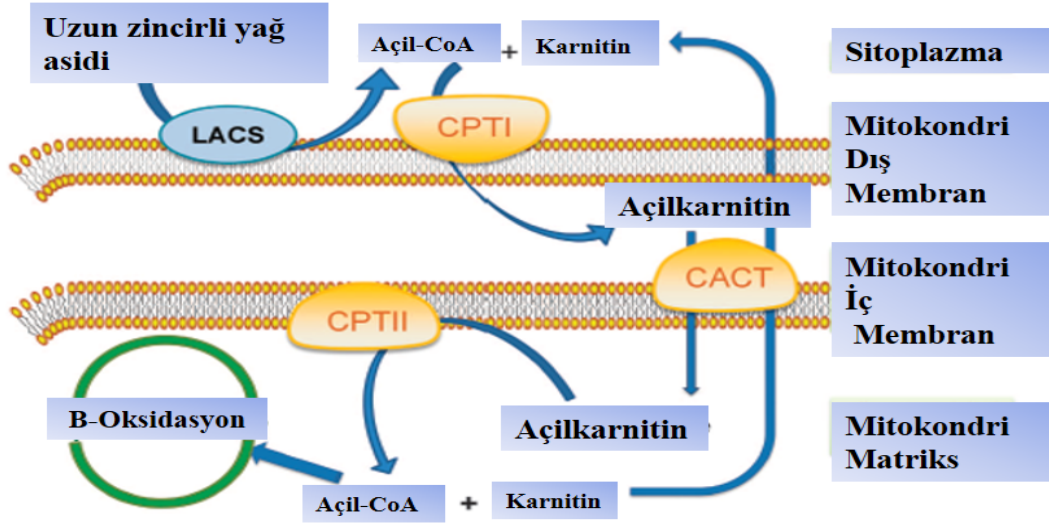 Uzun zincirli yağ
asidi
Açil-CoA + Karnitin
Sitoplazma
LACS
CPTI
Mitokondri
Dış
Membran
Açilkarnitin
CACT
Mitokondri
İç
Membran
CPTII
B-Oksidasyon
Açilkarnitin
Mitokondri
Matriks
Açil-CoA + Karnitin